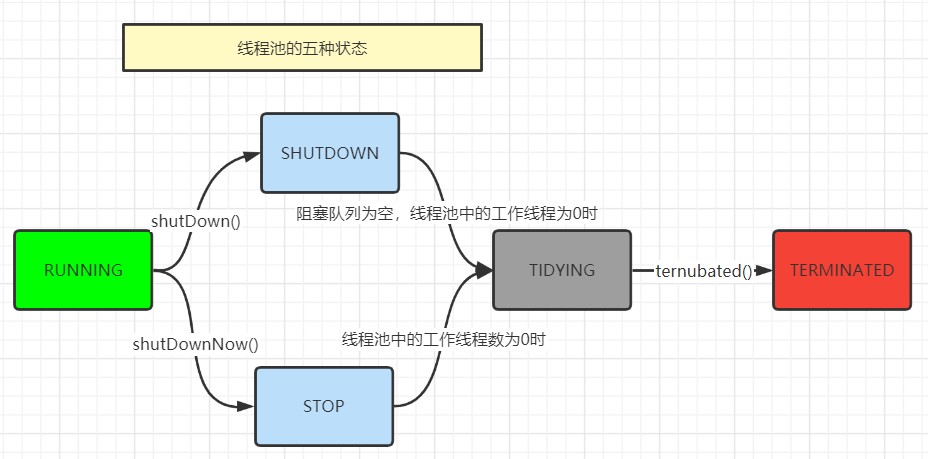 线程池的五种状态
SHUTDOWN
shutDown()
阻塞队列为空，线程池中的工作线程为0时
RUNNING
TIDYING
ternubated()
TERMINATED
shutDownNow()
线程池中的工作线程数为0时
STOP